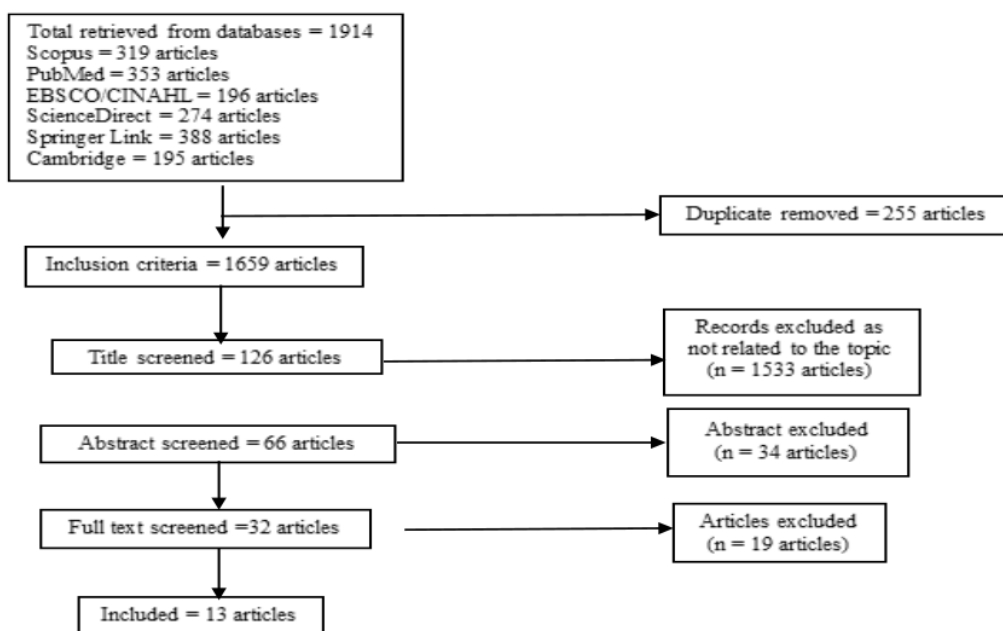 Total retrieved from databases = 1914
Scopus = 319 articles
PubMed = 353 articles
EBSCO/CINAHL = 196 articles
ScienceDirect = 274 articles
Springer Link = 388 articles
Cambridge = 195 articles
Duplicate removed = 255 articles
Inclusion criteria = 1659 articles
Title screened = 126 articles
Records excluded as
not related to the topic
(n = 1533 articles)
Abstract screened = 66 articles
Abstract excluded
(n = 34 articles)
Full text screened =32 articles
Articles excluded
(n = 19 articles)
Included = 13 articles